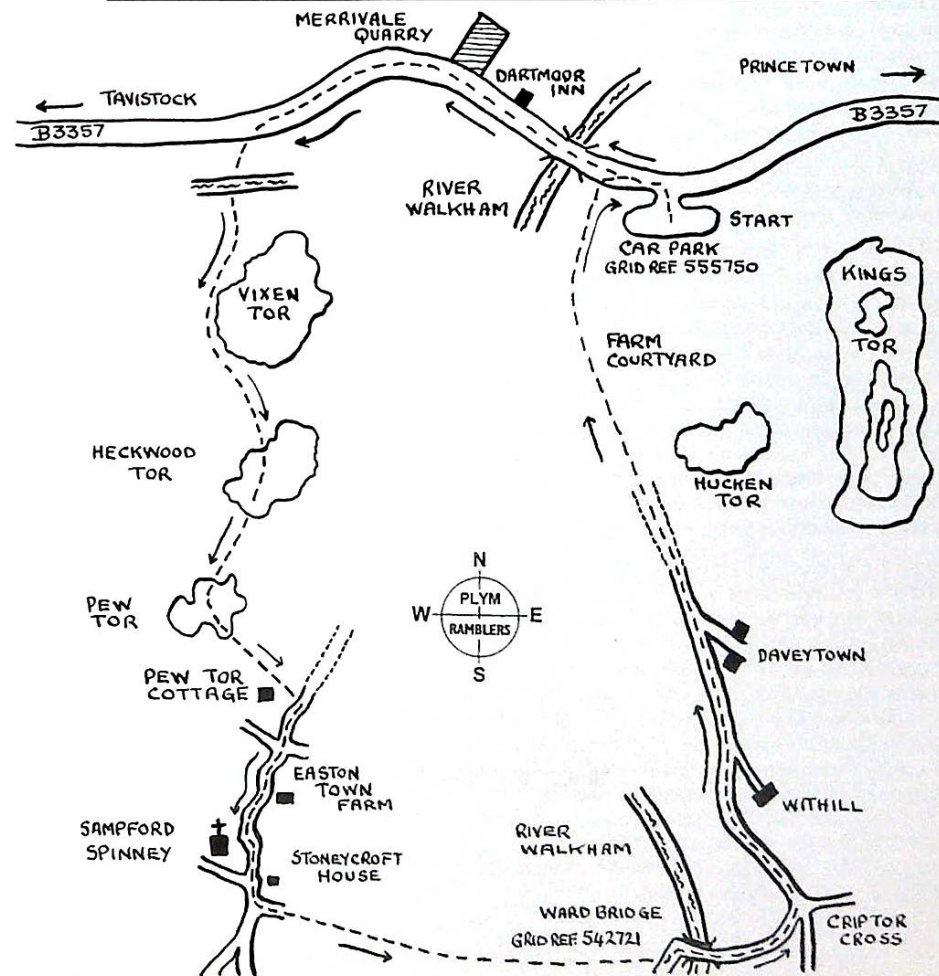 MERRIVALE
QUARRY
DARTMOOR
INN
PRINCETOWN
TAVISTOCK
B3357
B3357
RIVER
WALKHAM
START
CAR PARK
GRID REF 555750
VIXEN
TOR
KINGS
TOR
FARM
COURTYARD
HECKWOOD
TOR
HUCKEN
TOR
N
W
PLYM
RAMBLERS
E
S
PEW
TOR
PEW TOR
COTTAGE
DAVEYTOWN
EASTON
TOWN
FARM
SAMPFORD
SPINNEY
STONEYCROFT
HOUSE
RIVER
WALKHAM
WITHILL
WARD BRIDGE
GRID REF 542721
CRIPTOR
CROSS